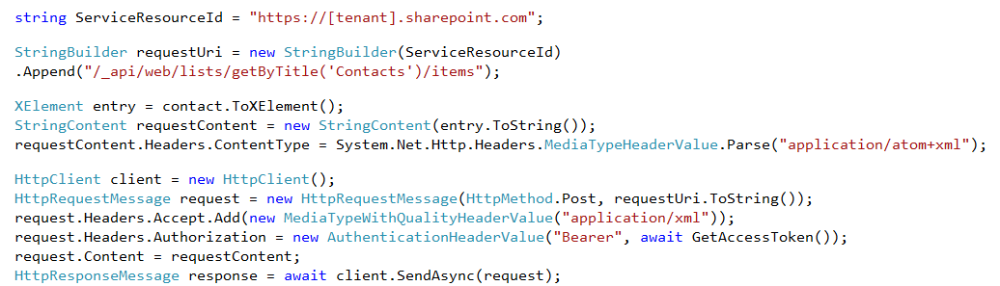 string ServiceResourceId = "https://[tenant].sharepoint.com";
StringBuilder requestUri = new StringBuilder(ServiceResourceId)
.Append("/_api/web/lists/getByTitle('Contacts')/items");
XElement entry = contact.ToXElement();
StringContent requestContent = new StringContent(entry.ToString());
requestContent.Headers.ContentType = System.Net.Http.Headers.MediaTypeHeaderValue.Parse("application/atom+xml");
HttpClient client = new HttpClient();
HttpRequestMessage request = new HttpRequestMessage(HttpMethod.Post, requestUri.ToString());
request.Headers.Accept.Add(new MediaTypeWithQualityHeaderValue("application/xml"));
request.Headers.Authorization = new AuthenticationHeaderValue("Bearer", await GetAccessToken());
request.Content = requestContent;
HttpResponseMessage response = await client.SendAsync(request);